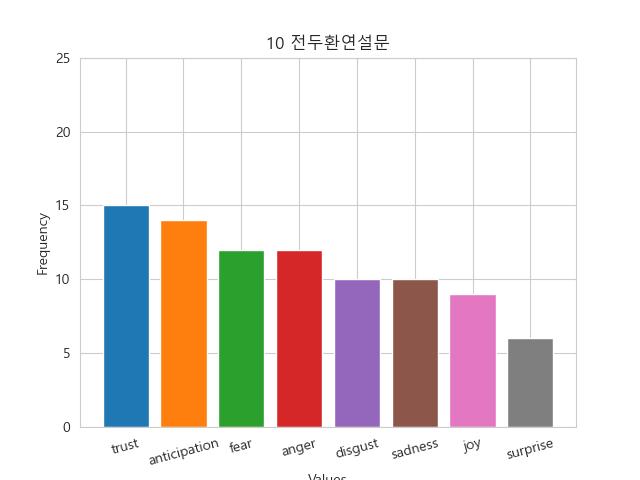 10 전두환연설문
25
20
15
10
5
0
Frequency
trust
anticipation
fear
anger
disgust
sadness
joy
surprise
Values